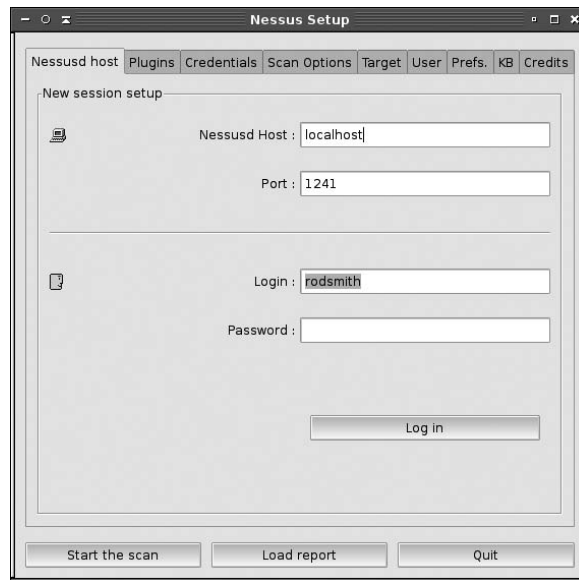 Nessus Setup
Nessusd host Plugins Credentials Scan Options Target User Prefs. KB Credits
New session setup
Nessusd Host : localhost
Port : 1241
Login : rodsmith
Password :
Log in
Start the scan Load report Quit